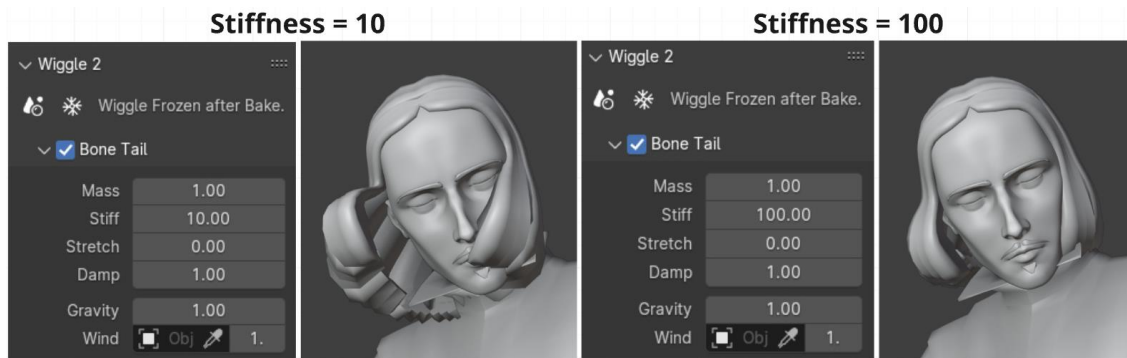 Stiffness = 10
Wiggle 2
Wiggle Frozen after Bake.
Bone Tail
Mass 1.00
Stiff 10.00
Stretch 0.00
Damp 1.00
Gravity 1.00
Wind Obj 1.
Stiffness = 100
Wiggle 2
Wiggle Frozen after Bake.
Bone Tail
Mass 1.00
Stiff 100.00
Stretch 0.00
Damp 1.00
Gravity 1.00
Wind Obj 1.